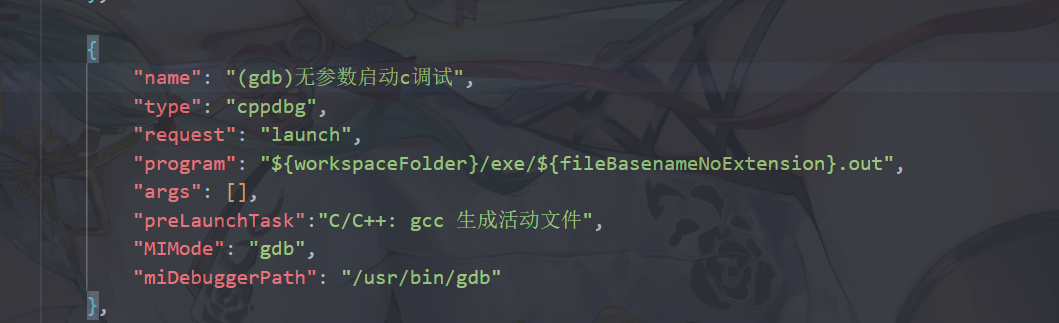 {
"name": "(gdb)无参数启动c调试",
"type": "cppdbg",
"request": "launch",
"program": "${workspaceFolder}/exe/${fileBasenameNoExtension}.out",
"args": [],
"preLaunchTask":"C/C++: gcc 生成活动文件",
"MIMode": "gdb",
"miDebuggerPath": "/usr/bin/gdb"
},